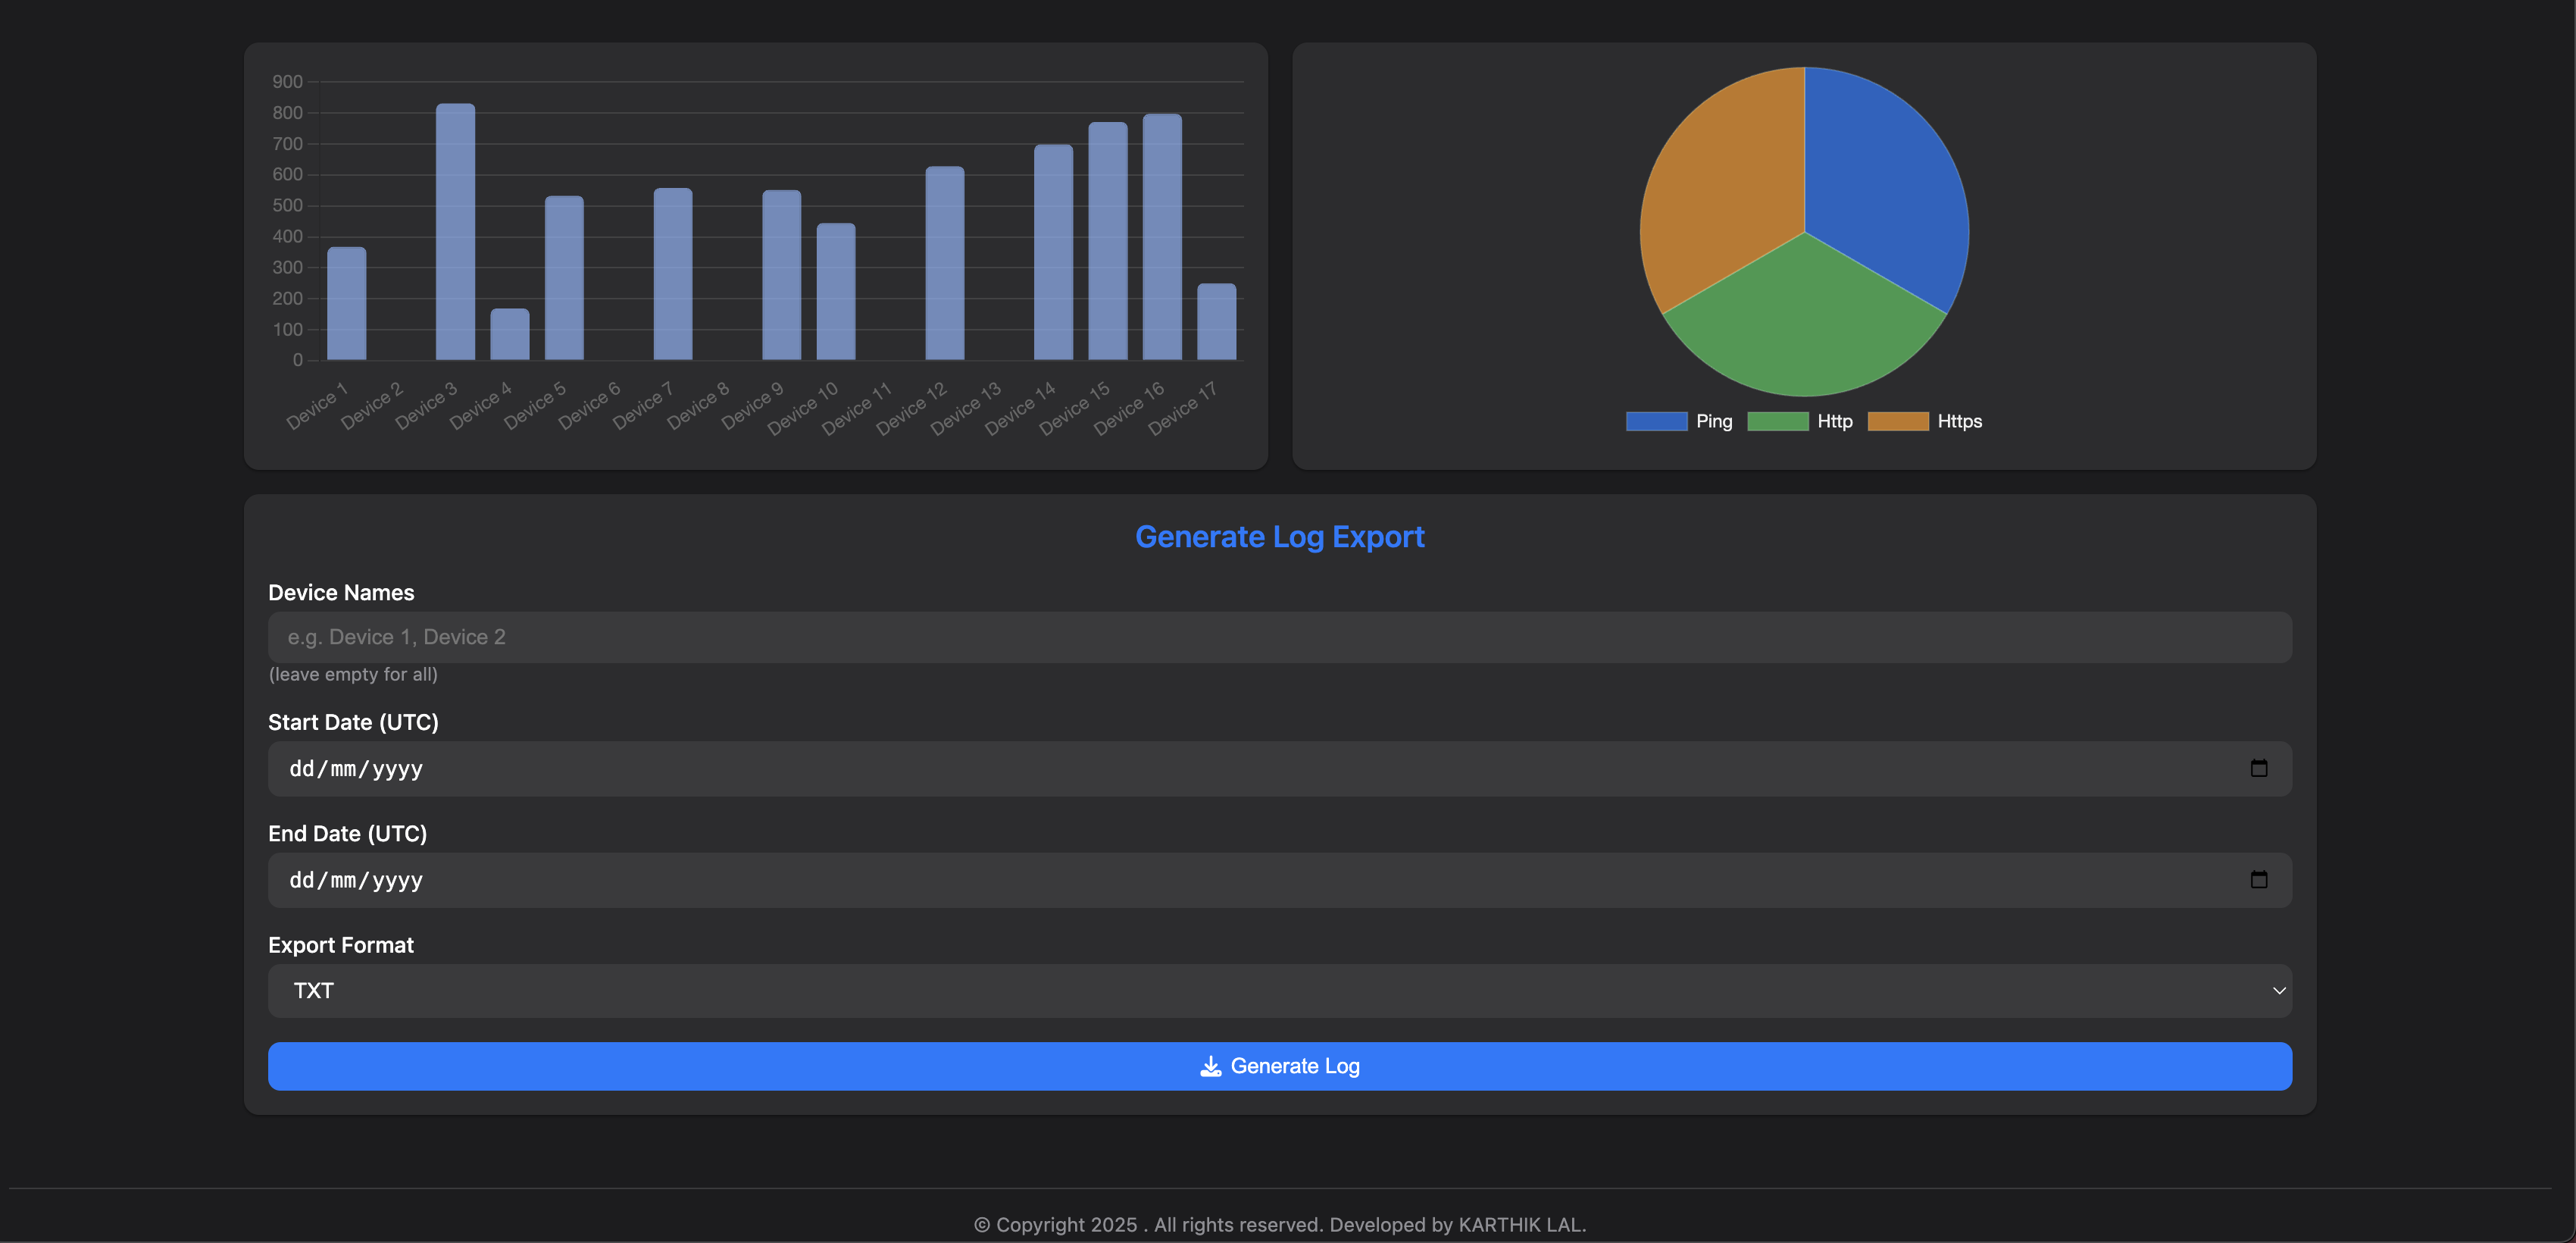 900
800
700
600
500
400
300
200
100
0
Device 1
Device 2
Device 3
Device 4
Device 5
Device 6
Device 7
Device 8
Device 9
Device 10
Device 11
Device 12
Device 13
Device 14
Device 15
Device 16
Device 17
Ping Http Https
Generate Log Export
Device Names
e.g. Device 1, Device 2
(leave empty for all)
Start Date (UTC)
dd/mm/yyyy
End Date (UTC)
dd/mm/yyyy
Export Format
TXT
Generate Log
© Copyright 2025 . All rights reserved. Developed by KARTHIK LAL.